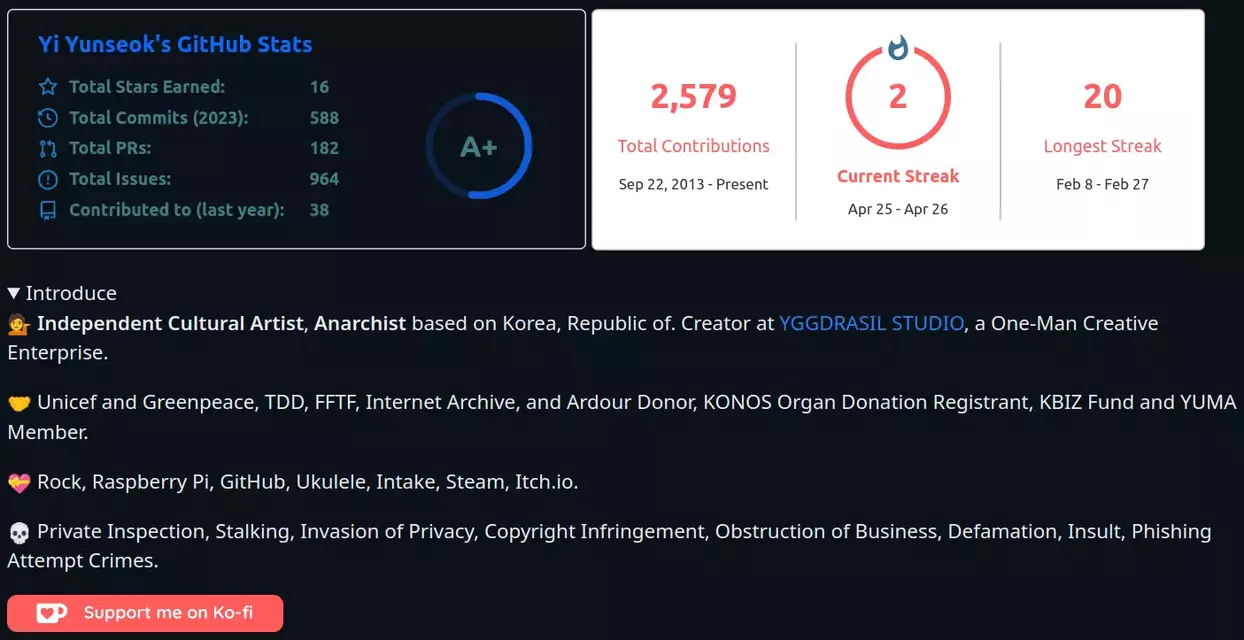 Yi Yunseok's GitHub Stats
Total Stars Earned: 16
Total Commits (2023): 588
Total PRs: 182
Total Issues: 964
Contributed to (last year): 38
A+
2,579
Total Contributions
Sep 22, 2013 - Present
2
Current Streak
Apr 25 - Apr 26
20
Longest Streak
Feb 8 - Feb 27
▼ Introduce
💁 Independent Cultural Artist, Anarchist based on Korea, Republic of. Creator at YGGDRASIL STUDIO, a One-Man Creative
Enterprise.
🤝 Unicef and Greenpeace, TDD, FFTF, Internet Archive, and Ardour Donor, KONOS Organ Donation Registrant, KBIZ Fund and YUMA
Member.
💝 Rock, Raspberry Pi, GitHub, Ukulele, Intake, Steam, Itch.io.
💀 Private Inspection, Stalking, Invasion of Privacy, Copyright Infringement, Obstruction of Business, Defamation, Insult, Phishing
Attempt Crimes.
Support me on Ko-fi